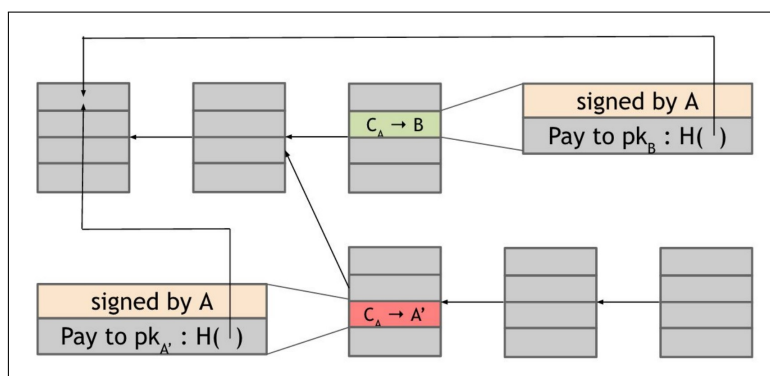 signed by A
C_A → B
Pay to pk_B : H( )
signed by A
C_A → A’
Pay to pk_A’ : H( )